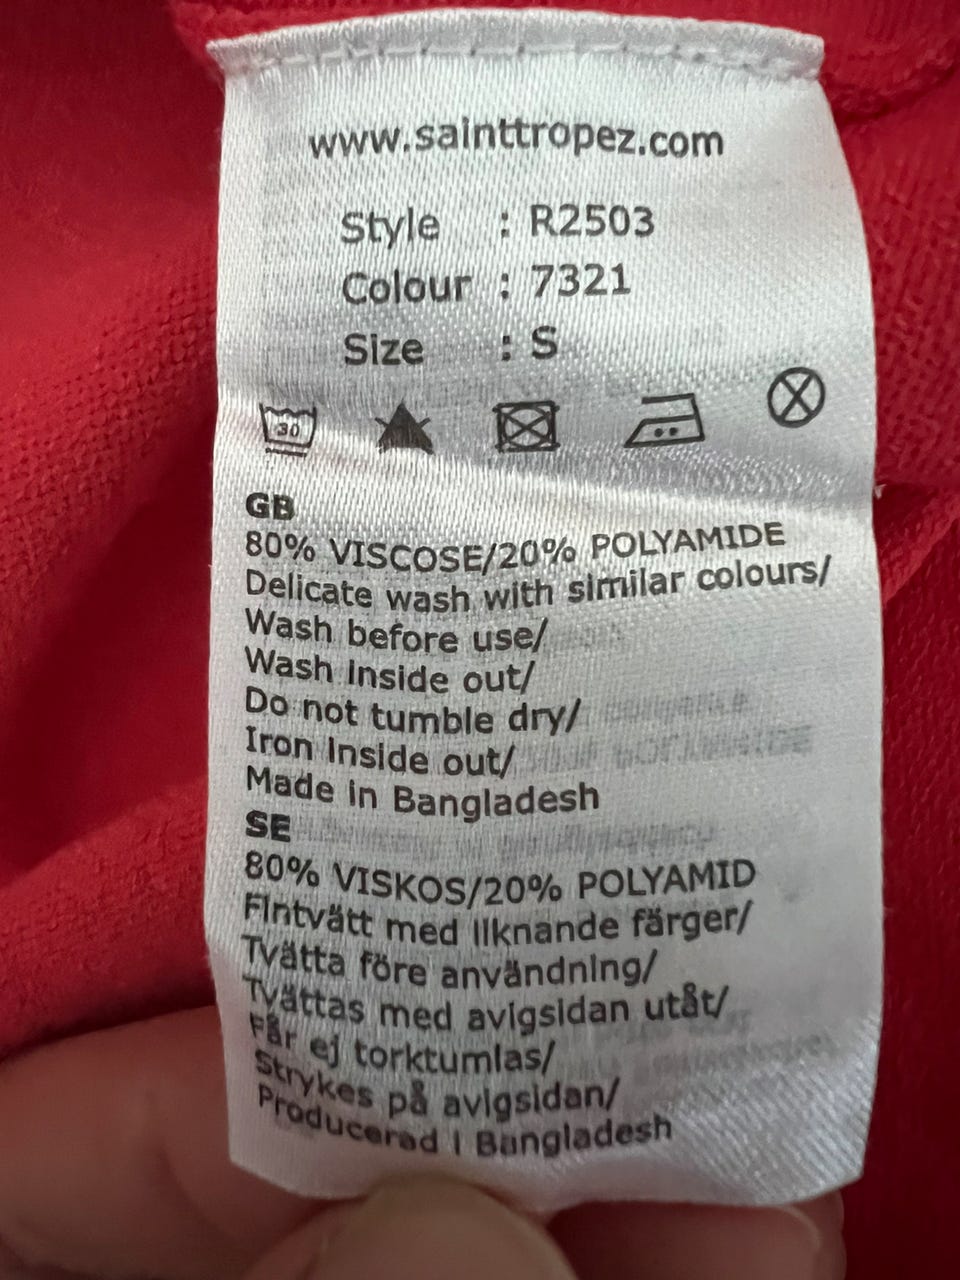 www.sainttropez.com
Style : R2503
Colour : 7321
Size : S
30
GB
80% VISCOSE/20% POLYAMIDE
Delicate wash with similar colours/
Wash before use/
Wash inside out/
Do not tumble dry/
Iron inside out/
Made in Bangladesh
SE
80% VISKOS/20% POLYAMID
Fintvätt med liknande färger/
Tvätta före användning/
Tvättas med avigsidan utåt/
Får ej torktumlas/
Strykes på avigsidan/
Producerad i Bangladesh